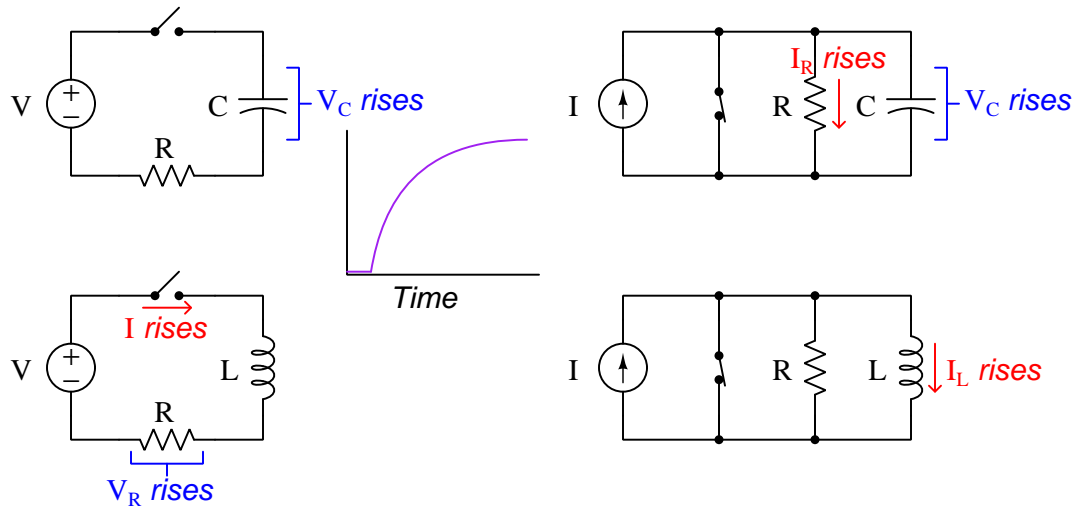 V
+
−
C
V_C rises
R
I
R
I_R rises
C
V_C rises
Time
V
+
−
I rises
L
R
V_R rises
I
R
L
I_L rises